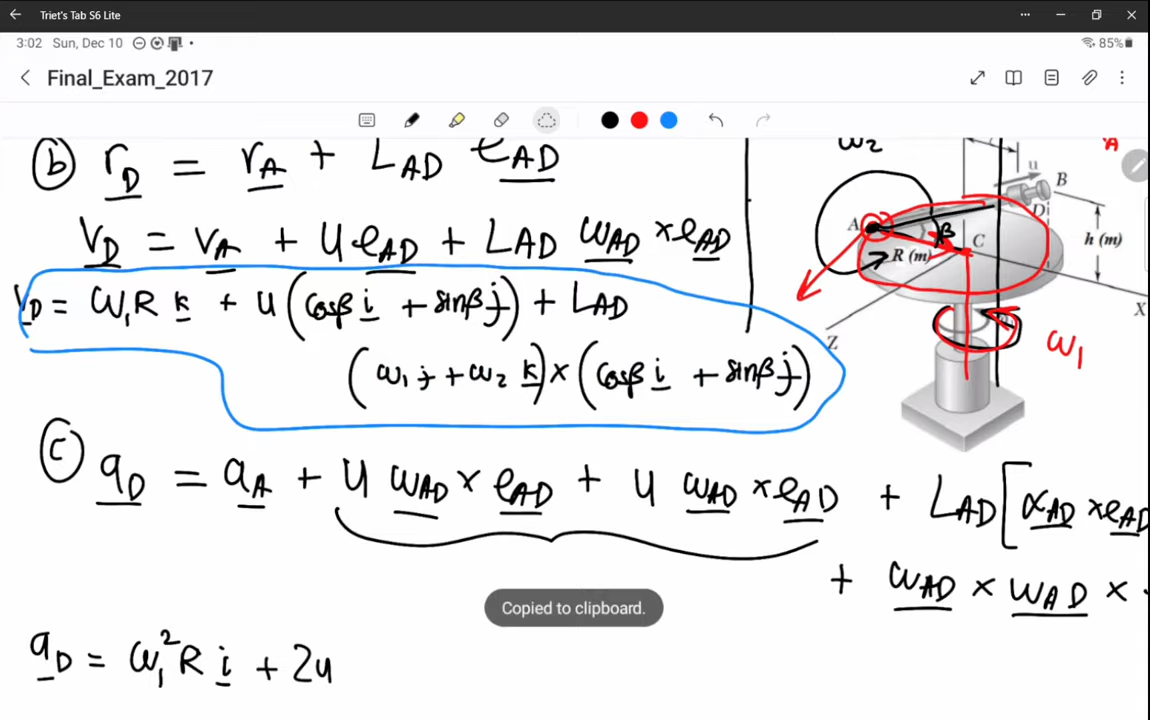 Triet's Tab S6 Lite
3:02 Sun, Dec 10 85%
Final_Exam_2017
(b) r_D = r_A + L_AD e_AD
V_D = V_A + u e_AD + L_AD ω_AD × e_AD
V_D = ω₁R k + u (cosβ i + sinβ j) + L_AD
(ω₁ j + ω₂ k) × (cosβ i + sinβ j)
(c) a_D = a_A + u ω_AD × e_AD + u ω_AD × e_AD + L_AD [α_AD × e_AD
+ ω_AD × ω_AD ×
Copied to clipboard.
a_D = ω₁² R i + 2u
ω₂
A
u
B
A
D
β
C
R (m)
h (m)
X
Z
ω₁